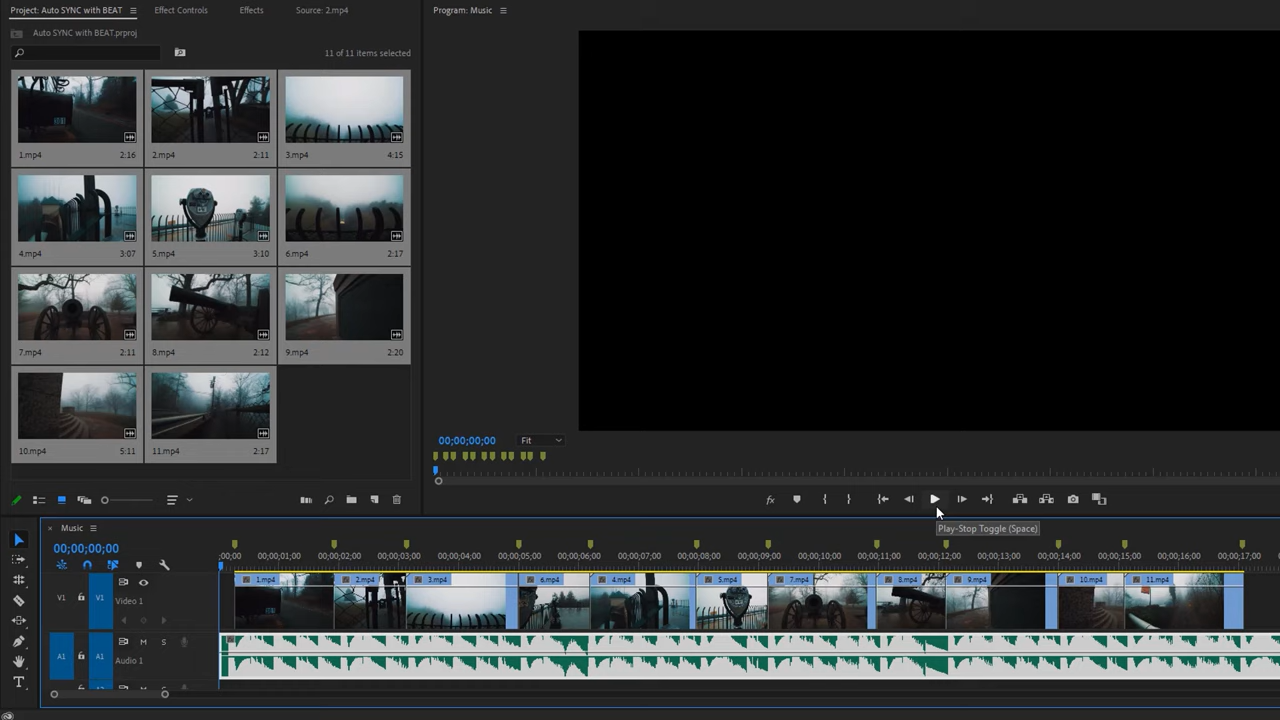 Project: Auto SYNC with BEAT
Effect Controls
Effects
Source: 2.mp4
Program: Music
Auto SYNC with BEAT.prproj
11 of 11 items selected
1.mp4 2:16
2.mp4 2:11
3.mp4 4:15
4.mp4 3:07
5.mp4 3:10
6.mp4 2:17
7.mp4 2:11
8.mp4 2:12
9.mp4 2:20
10.mp4 5:11
11.mp4 2:17
00;00;00;00 Fit
fx
Play-Stop Toggle (Space)
× Music
00;00;00;00
;00;00 00;00;01;00 00;00;02;00 00;00;03;00 00;00;04;00 00;00;05;00 00;00;06;00 00;00;07;00 00;00;08;00 00;00;09;00 00;00;10;00 00;00;11;00 00;00;12;00 00;00;13;00 00;00;14;00 00;00;15;00 00;00;16;00 00;00;17;00
1.mp4 2.mp4 3.mp4 6.mp4 4.mp4 5.mp4 7.mp4 8.mp4 9.mp4 10.mp4 11.mp4
V1 V1 Video 1
A1 A1 M S
Audio 1
T